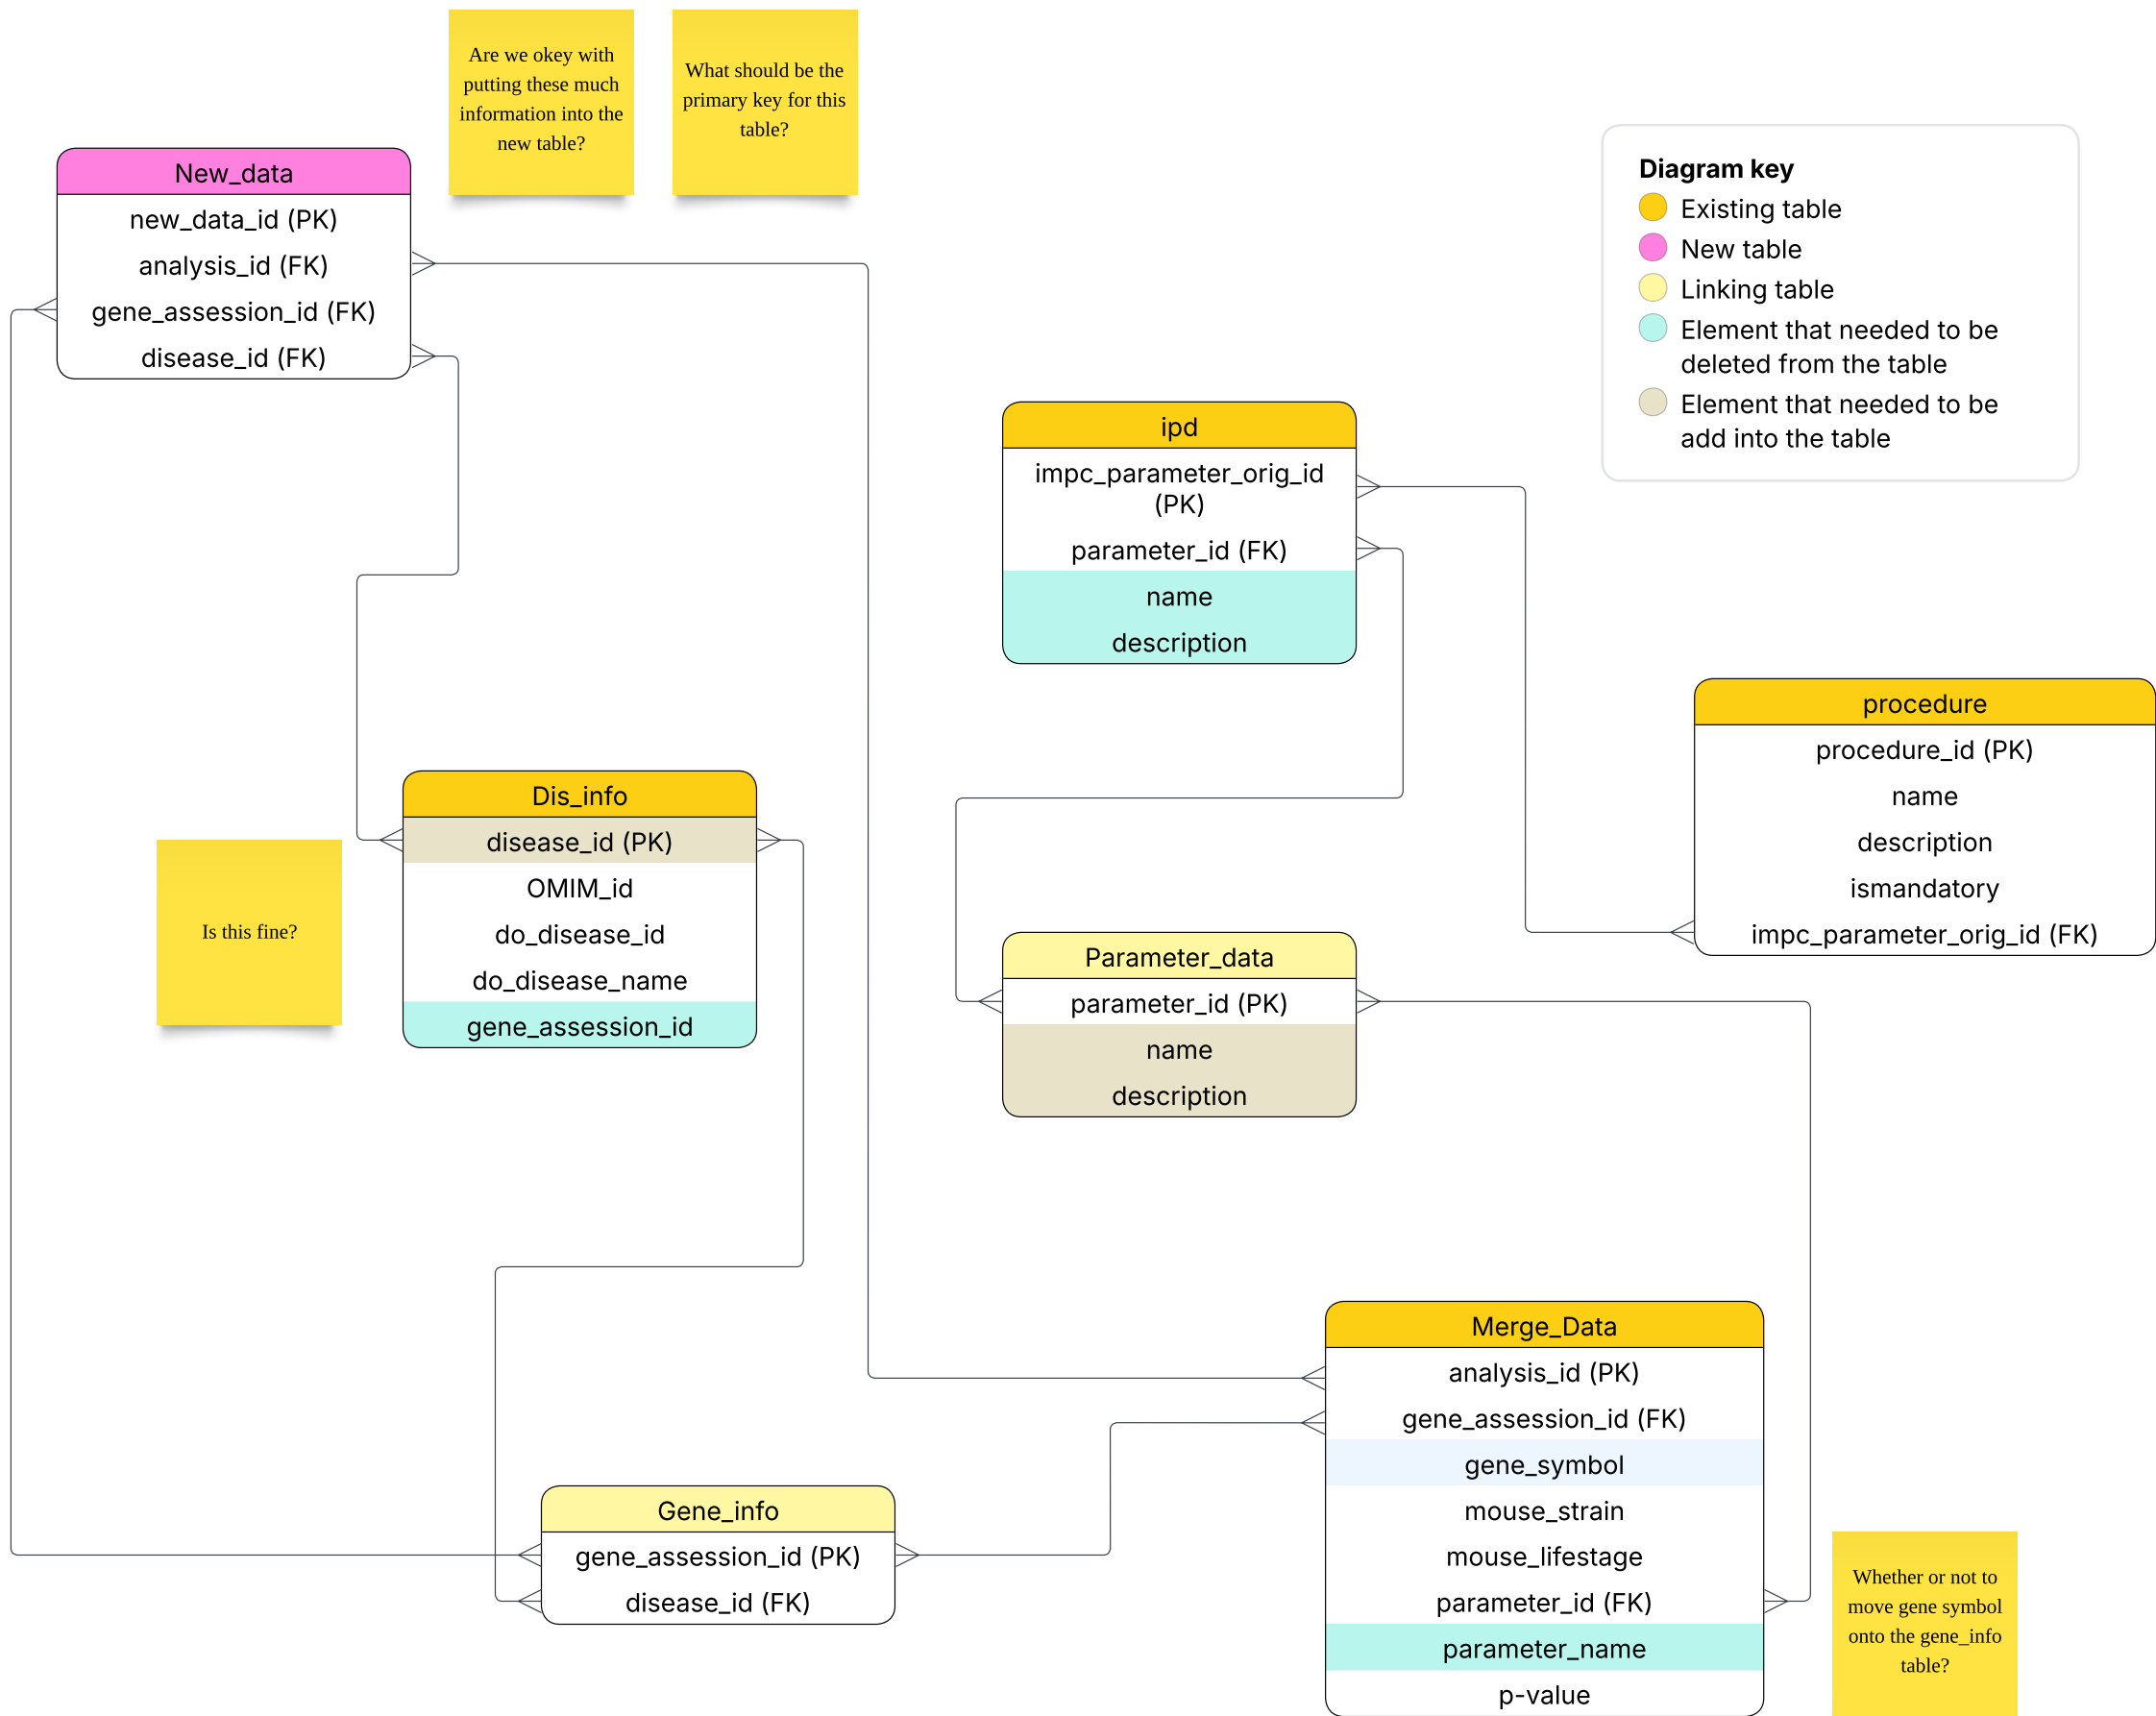 Are we okey with
putting these much
information into the
new table?
What should be the
primary key for this
table?
New_data
new_data_id (PK)
analysis_id (FK)
gene_assession_id (FK)
disease_id (FK)
Diagram key
Existing table
New table
Linking table
Element that needed to be
deleted from the table
Element that needed to be
add into the table
ipd
impc_parameter_orig_id
(PK)
parameter_id (FK)
name
description
procedure
procedure_id (PK)
name
description
ismandatory
impc_parameter_orig_id (FK)
Dis_info
disease_id (PK)
OMIM_id
do_disease_id
do_disease_name
gene_assession_id
Is this fine?
Parameter_data
parameter_id (PK)
name
description
Merge_Data
analysis_id (PK)
gene_assession_id (FK)
gene_symbol
mouse_strain
mouse_lifestage
parameter_id (FK)
parameter_name
p-value
Gene_info
gene_assession_id (PK)
disease_id (FK)
Whether or not to
move gene symbol
onto the gene_info
table?